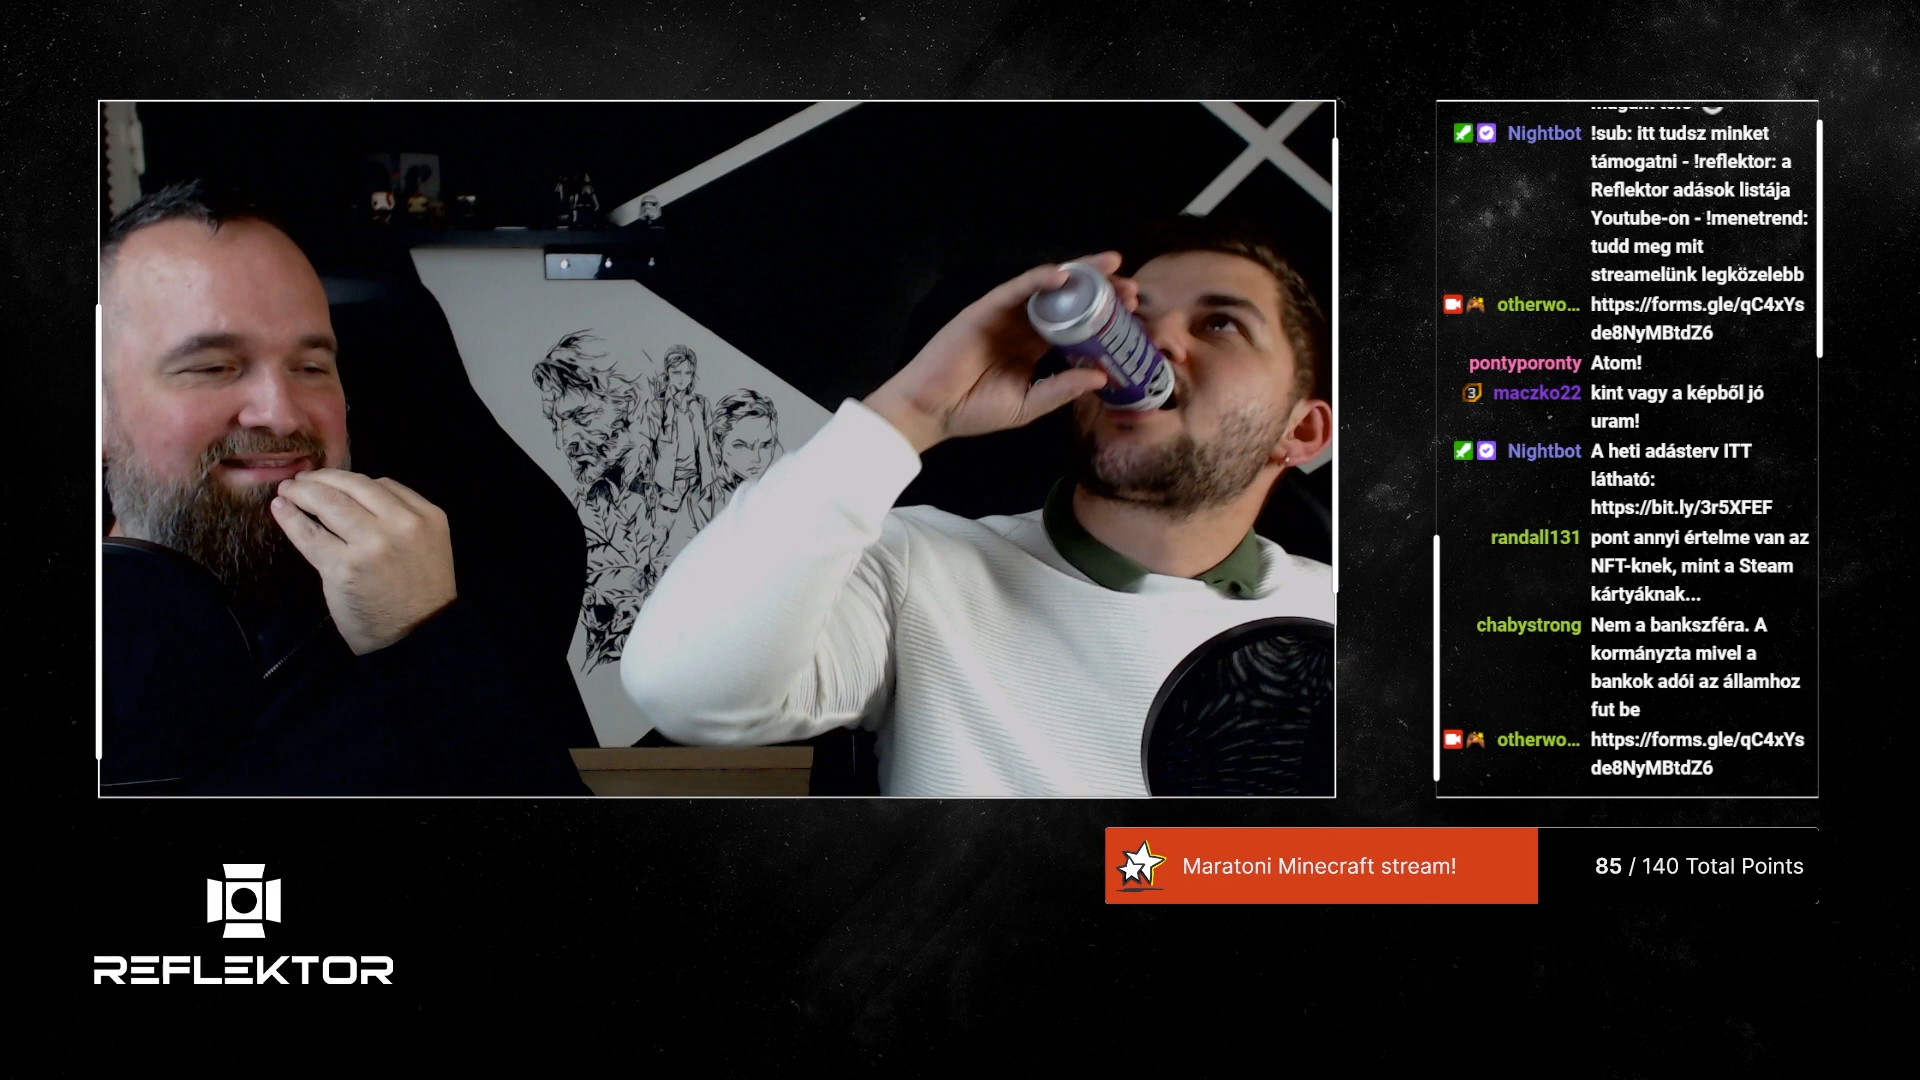 Nightbot !sub: itt tudsz minket
támogatni - !reflektor: a
Reflektor adások listája
Youtube-on - !menetrend:
tudd meg mit
streamelünk legközelebb
otherwo... https://forms.gle/qC4xYs
de8NyMBtdZ6
pontyporonty Atom!
3 maczko22 kint vagy a képből jó
uram!
Nightbot A heti adásterv ITT
látható:
https://bit.ly/3r5XFEF
randall131 pont annyi értelme van az
NFT-knek, mint a Steam
kártyáknak...
chabystrong Nem a bankszféra. A
kormányzta mivel a
bankok adói az államhoz
fut be
otherwo... https://forms.gle/qC4xYs
de8NyMBtdZ6
Maratoni Minecraft stream!
85 / 140 Total Points
REFLEKTOR